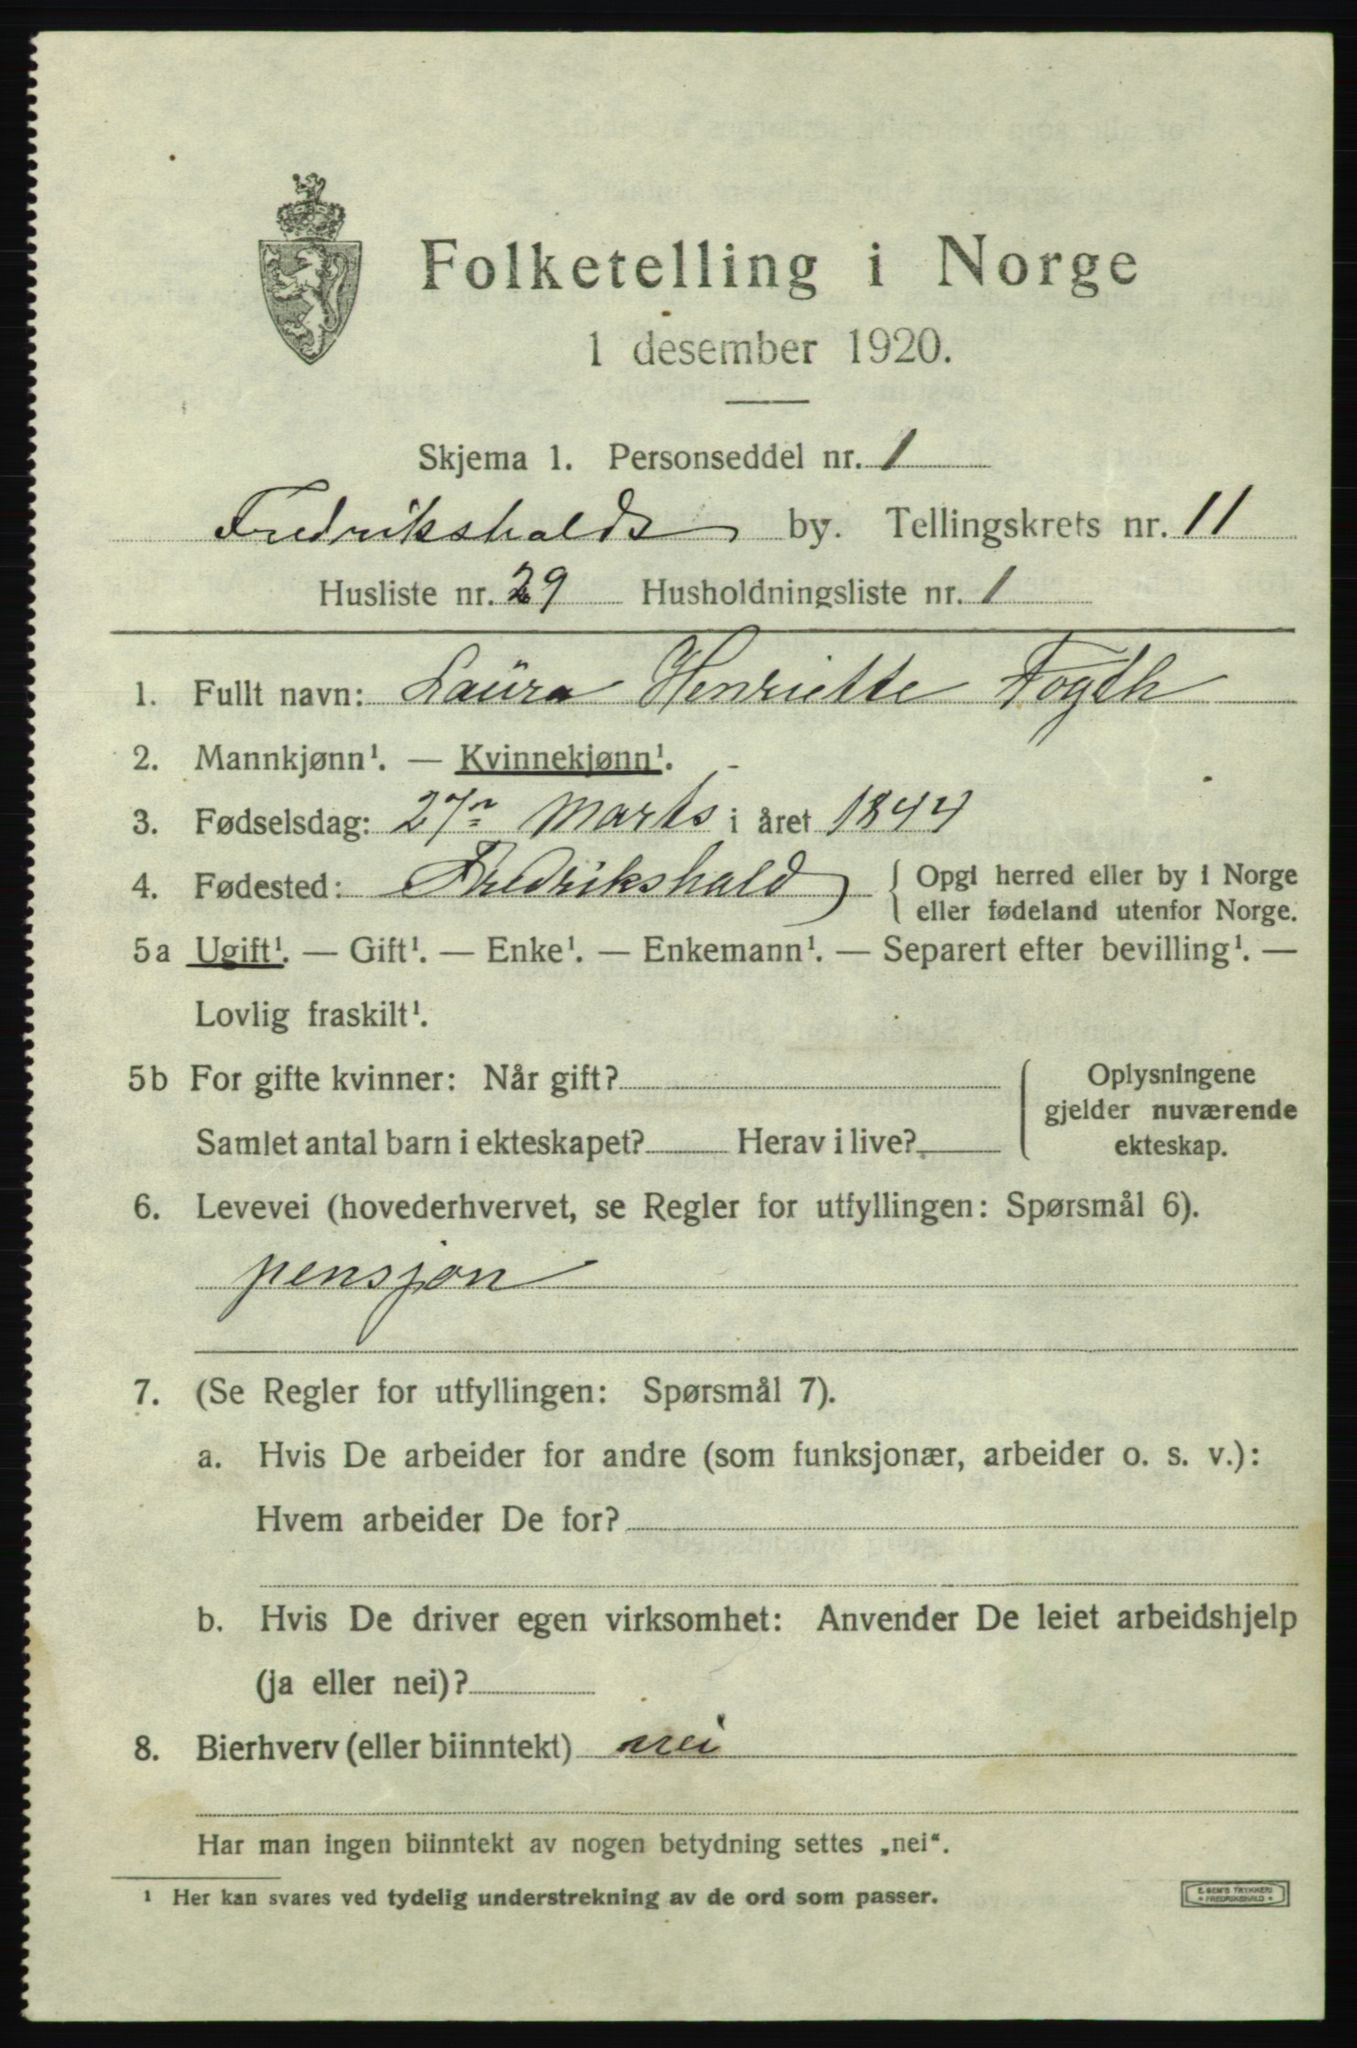 Folketelling i Norge
1 desember 1920.
Skjema 1. Personseddel nr. 1
Fredrikshalds by. Tellingskrets nr. 11
Husliste nr. 29 Husholdningsliste nr. 1
1. Fullt navn: Laura Henriette Fogth
2. Mannkjønn¹. — Kvinnekjønn¹.
3. Fødselsdag: 27n Marts i året 1844
4. Fødested: Fredrikshald { Opgi herred eller by i Norge
eller fødeland utenfor Norge.
5a Ugift¹. — Gift¹. — Enke¹. — Enkemann¹. — Separert efter bevilling¹. —
Lovlig fraskilt¹.
5b For gifte kvinner: Når gift?
Samlet antal barn i ekteskapet? Herav i live?
Oplysningene
gjelder nuværende
ekteskap.
6. Levevei (hovederhvervet, se Regler for utfyllingen: Spørsmål 6).
pensjon
7. (Se Regler for utfyllingen: Spørsmål 7).
a. Hvis De arbeider for andre (som funksjonær, arbeider o. s. v.):
Hvem arbeider De for?
b. Hvis De driver egen virksomhet: Anvender De leiet arbeidshjelp
(ja eller nei)?
8. Bierhverv (eller biinntekt) nei
Har man ingen biinntekt av nogen betydning settes „nei“.
¹ Her kan svares ved tydelig understrekning av de ord som passer.
E. SEM'S TRYKKERI
• FREDRIKSHALD •